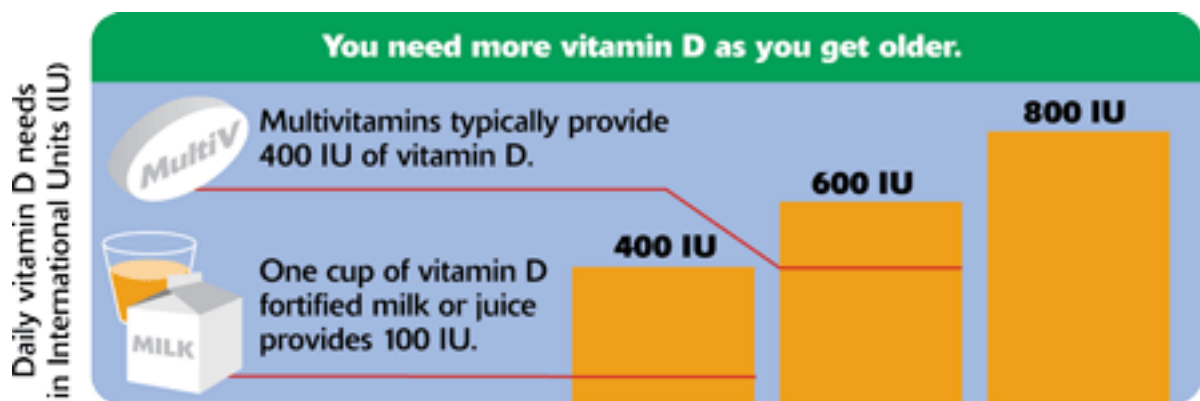 You need more vitamin D as you get older.
Daily vitamin D needs
in International Units (IU)
MultiV
Multivitamins typically provide
400 IU of vitamin D.
MILK
One cup of vitamin D
fortified milk or juice
provides 100 IU.
400 IU
600 IU
800 IU